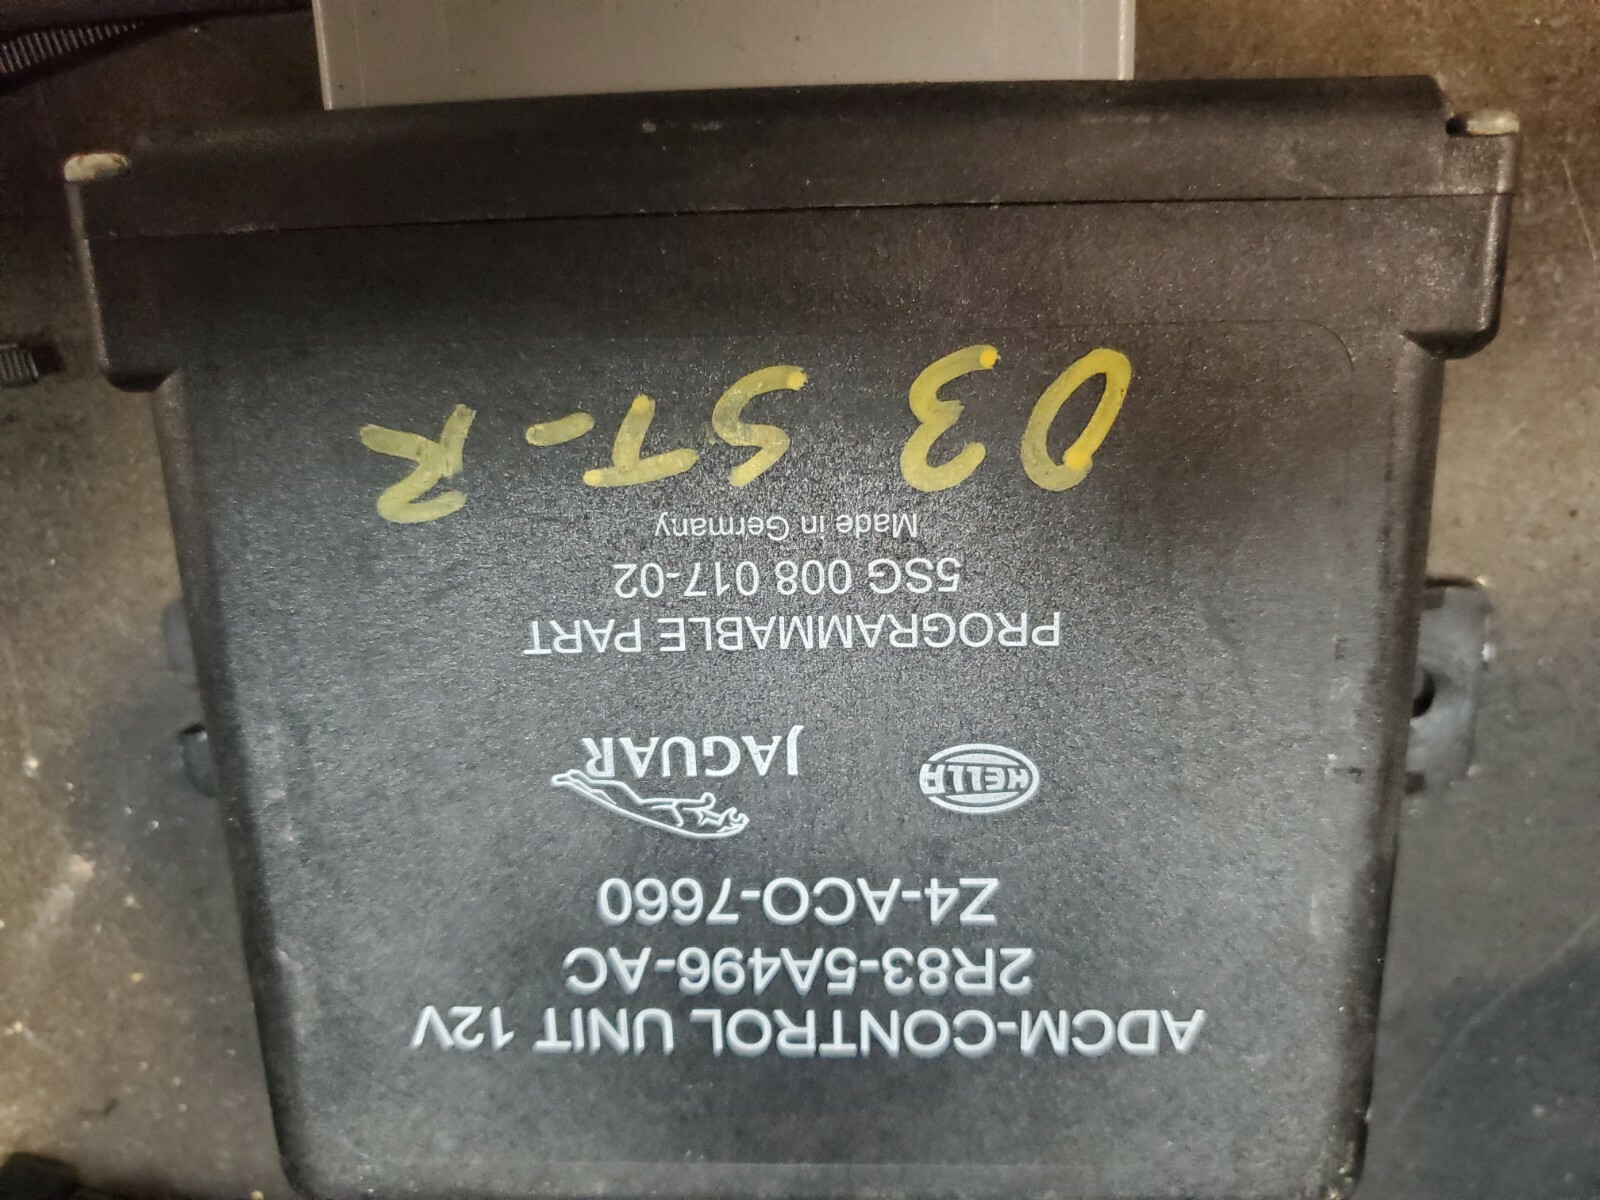 ADCM-CONTROL UNIT 12V
2R83-5A496-AC
Z4-ACO-7660
HELLA
JAGUAR
PROGRAMMABLE PART
5SG 008 017-02
Made in Germany
03 ST-R